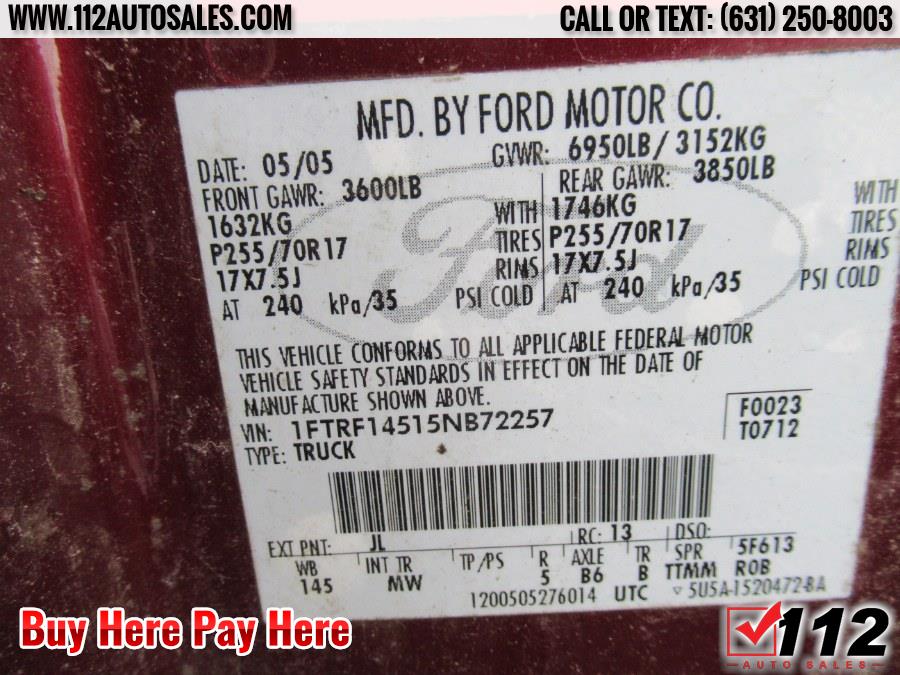 WWW.112AUTOSALES.COM CALL OR TEXT: (631) 250-8003
MFD. BY FORD MOTOR CO.
DATE: 05/05 GVWR: 6950LB/ 3152KG
FRONT GAWR: 3600LB REAR GAWR: 3850LB
1632KG WITH 1746KG WITH
P255/70R17 TIRES P255/70R17 TIRES
17X7.5J RIMS 17X7.5J RIMS
AT 240 kPa/35 PSI COLD AT 240 kPa/35 PSI COLD
Ford
THIS VEHICLE CONFORMS TO ALL APPLICABLE FEDERAL MOTOR
VEHICLE SAFETY STANDARDS IN EFFECT ON THE DATE OF
MANUFACTURE SHOWN ABOVE.
VIN: 1FTRF14515NB72257 F0023
TYPE: TRUCK T0712
EXT PNT: JL RC: 13 DSO:
WB INT TR TP/PS R AXLE TR SPR 5F613
145 MW 5 B6 B TTMM ROB
1200505276014 UTC ▽ 5U5A-1520472-BA
Buy Here Pay Here
112
AUTO SALES